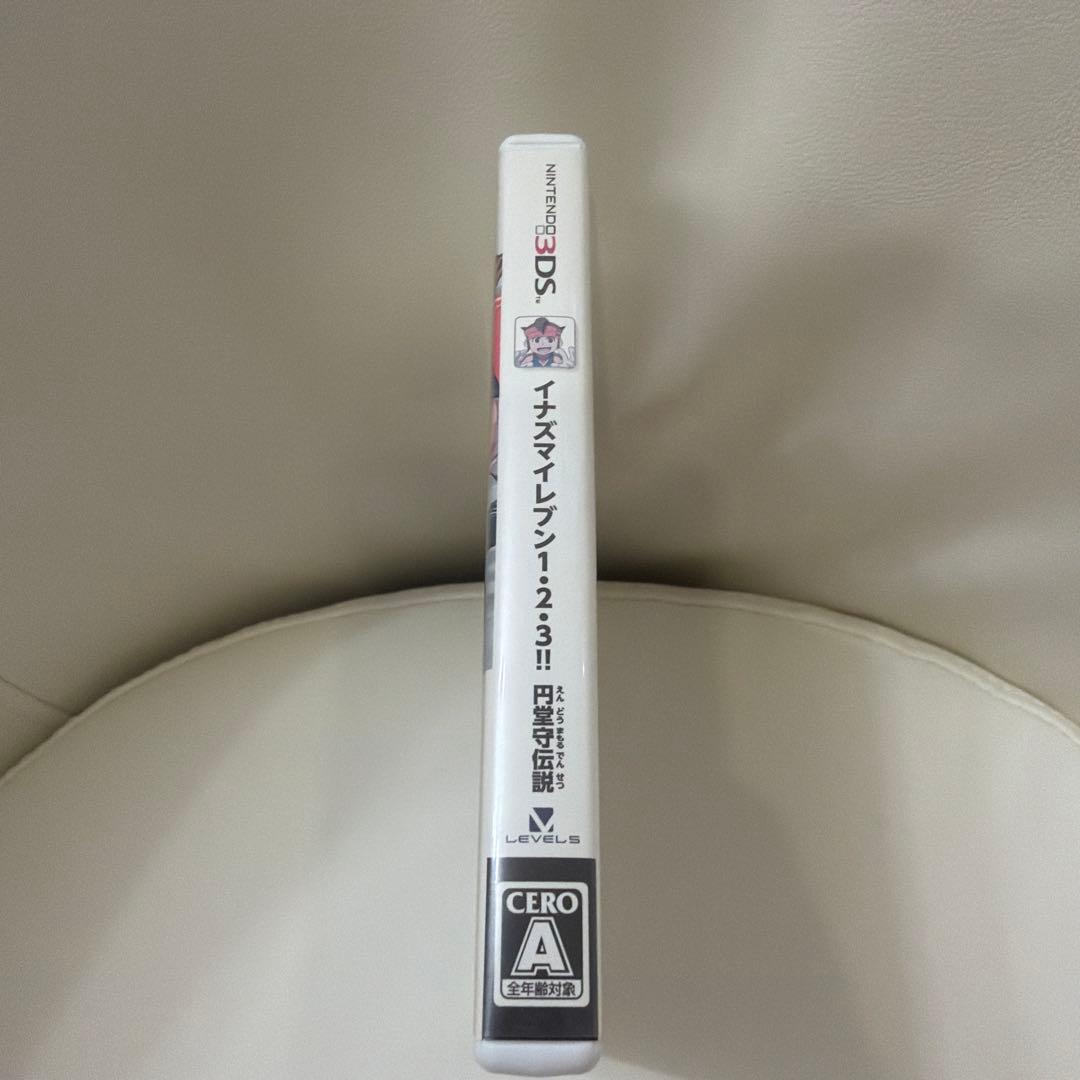 NINTENDO 3DS™
イナズマイレブン1・2・3!!
円堂守伝説
えんどうまもるでんせつ
LEVEL5
CERO
A
全年齢対象